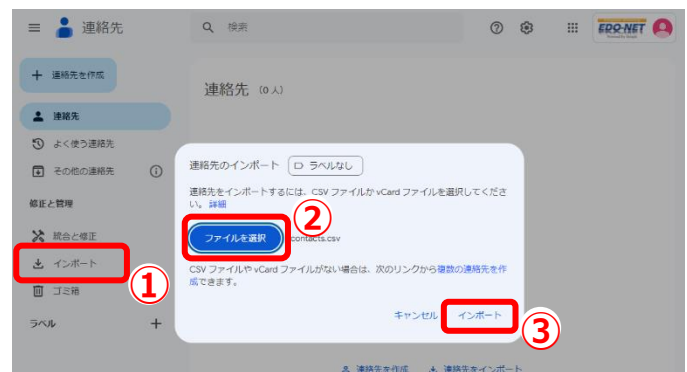 連絡先
検索
EDO-NET
連絡先を作成
連絡先 (0 人)
連絡先
よく使う連絡先
その他の連絡先
修正と管理
統合と修正
インポート
①
ゴミ箱
ラベル
連絡先のインポート ラベルなし
連絡先をインポートするには、CSV ファイルか vCard ファイルを選択してくださ
い。詳細
②
ファイルを選択 contacts.csv
CSV ファイルや vCard ファイルがない場合は、次のリンクから複数の連絡先を作
成できます。
キャンセル インポート
③
連絡先を作成 連絡先をインポート